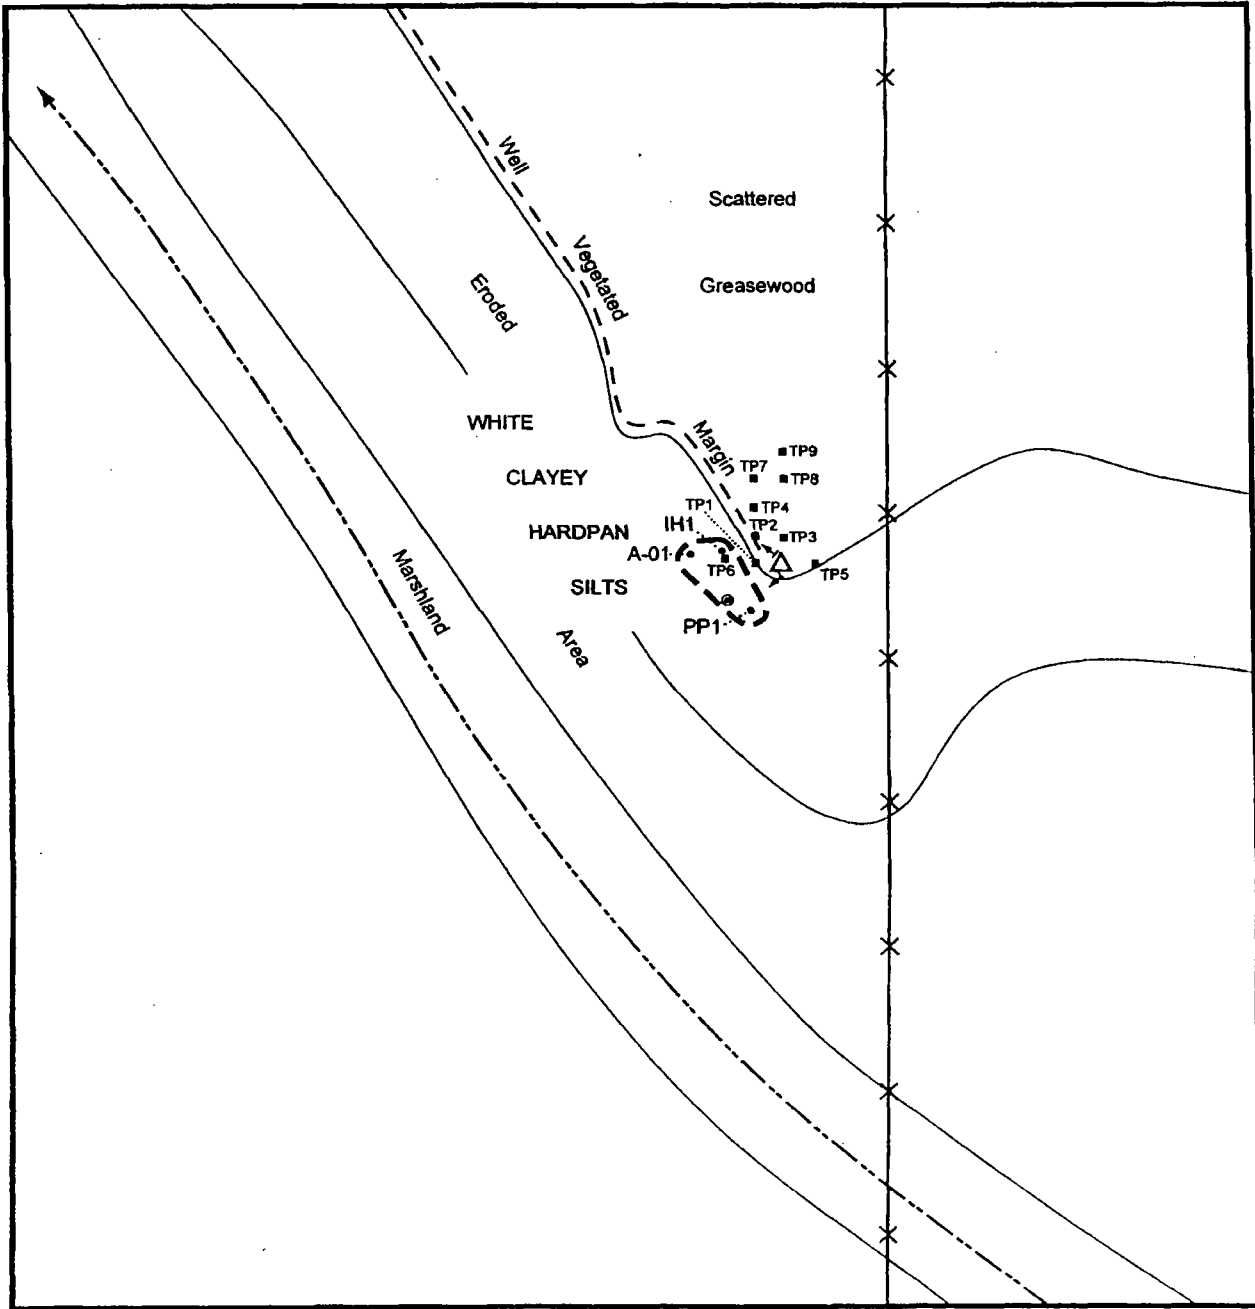 Well
Scattered
Vegetated
Greasewood
Eroded
WHITE
Margin
TP9
TP7
TP8
CLAYEY
TP1
TP4
IH1
TP2
HARDPAN
TP3
A-01
TP6
TP5
SILTS
Marshland
PP1
Area